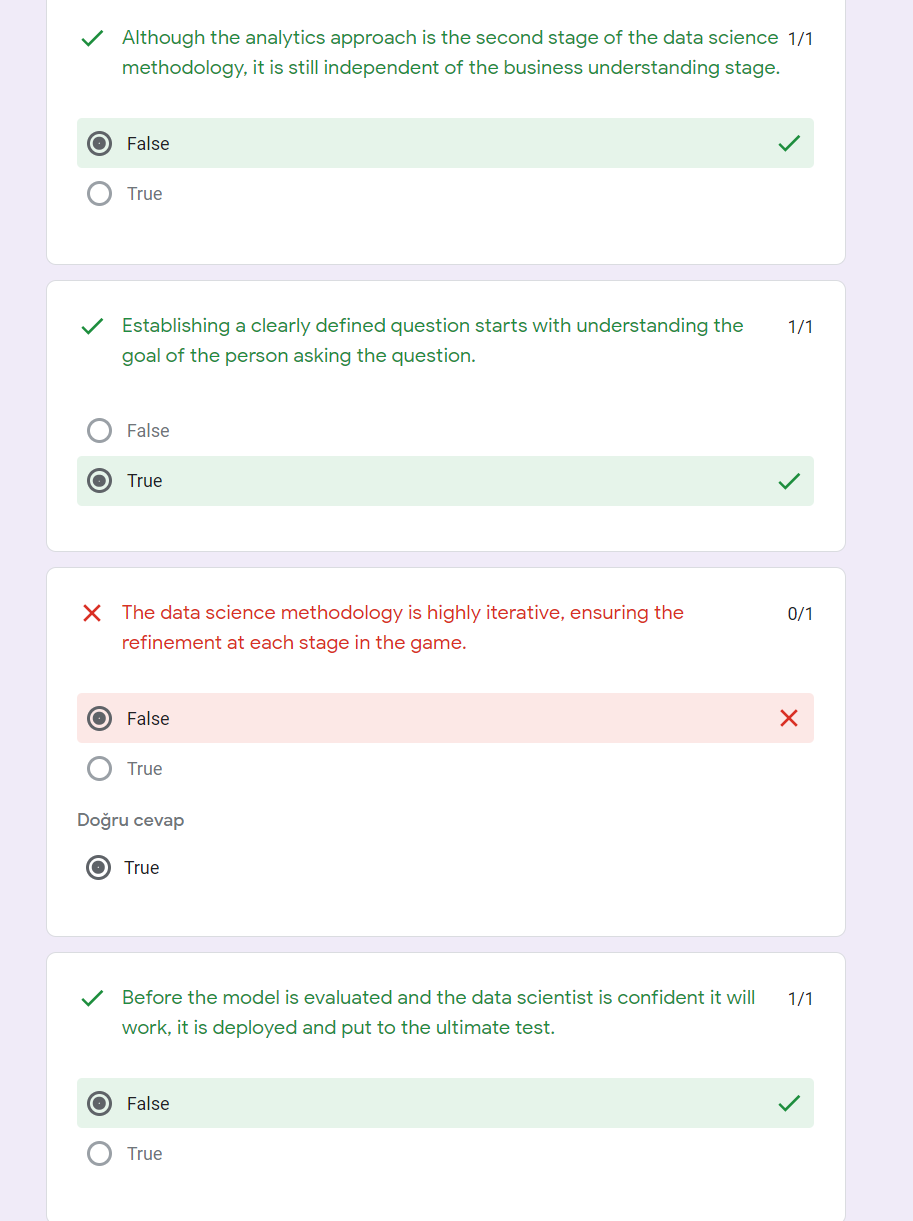 Although the analytics approach is the second stage of the data science 1/1
methodology, it is still independent of the business understanding stage.
False
True
Establishing a clearly defined question starts with understanding the 1/1
goal of the person asking the question.
False
True
The data science methodology is highly iterative, ensuring the 0/1
refinement at each stage in the game.
False
True
Doğru cevap
True
Before the model is evaluated and the data scientist is confident it will 1/1
work, it is deployed and put to the ultimate test.
False
True